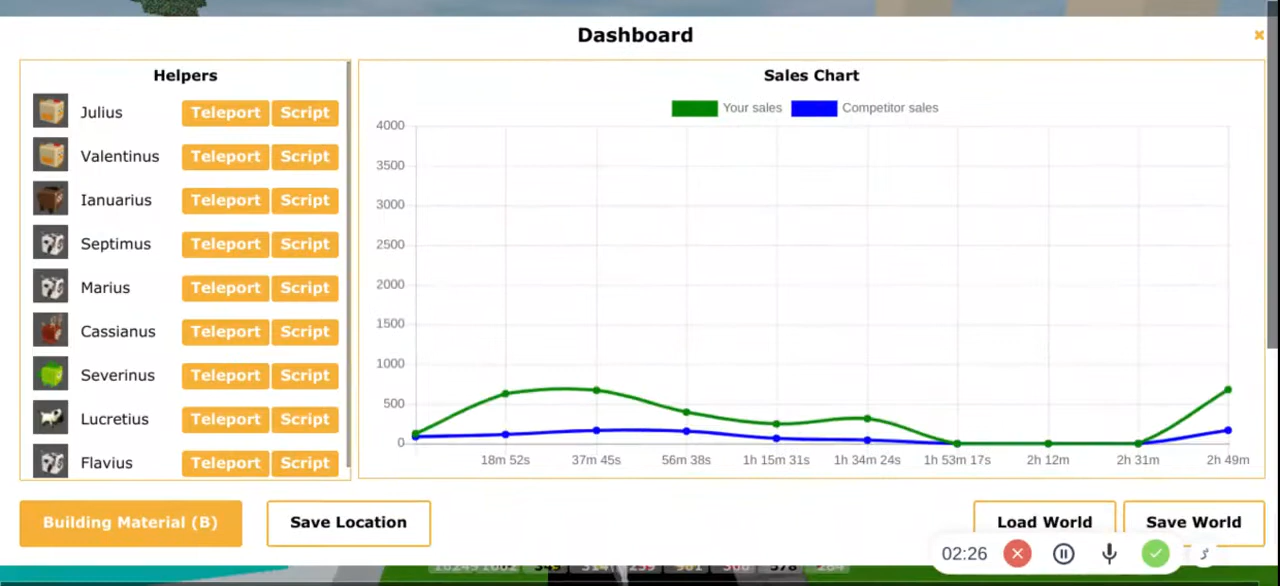 Dashboard
Helpers
Julius Teleport Script
Valentinus Teleport Script
Ianuarius Teleport Script
Septimus Teleport Script
Marius Teleport Script
Cassianus Teleport Script
Severinus Teleport Script
Lucretius Teleport Script
Flavius Teleport Script
Sales Chart
Your sales Competitor sales
4000
3500
3000
2500
2000
1500
1000
500
0
18m 52s 37m 45s 56m 38s 1h 15m 31s 1h 34m 24s 1h 53m 17s 2h 12m 2h 31m 2h 49m
Building Material (B) Save Location Load World Save World
02:26